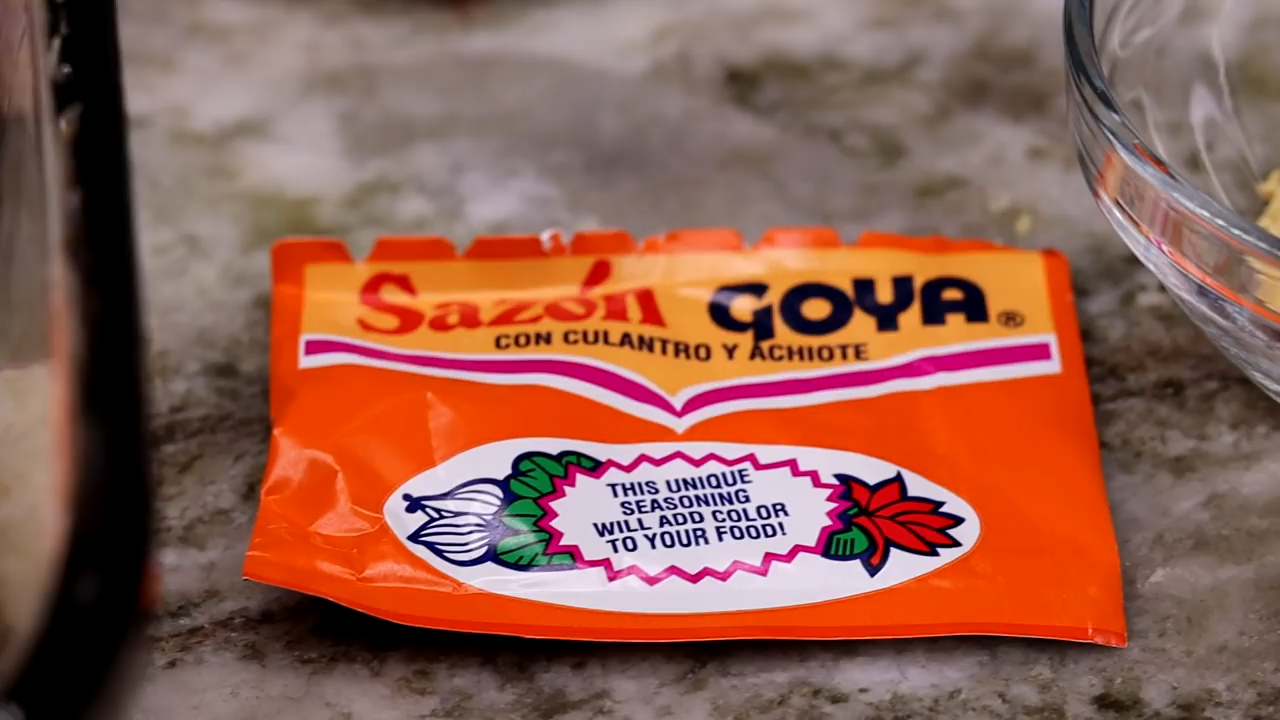 Sazón GOYA®
CON CULANTRO Y ACHIOTE
THIS UNIQUE
SEASONING
WILL ADD COLOR
TO YOUR FOOD!